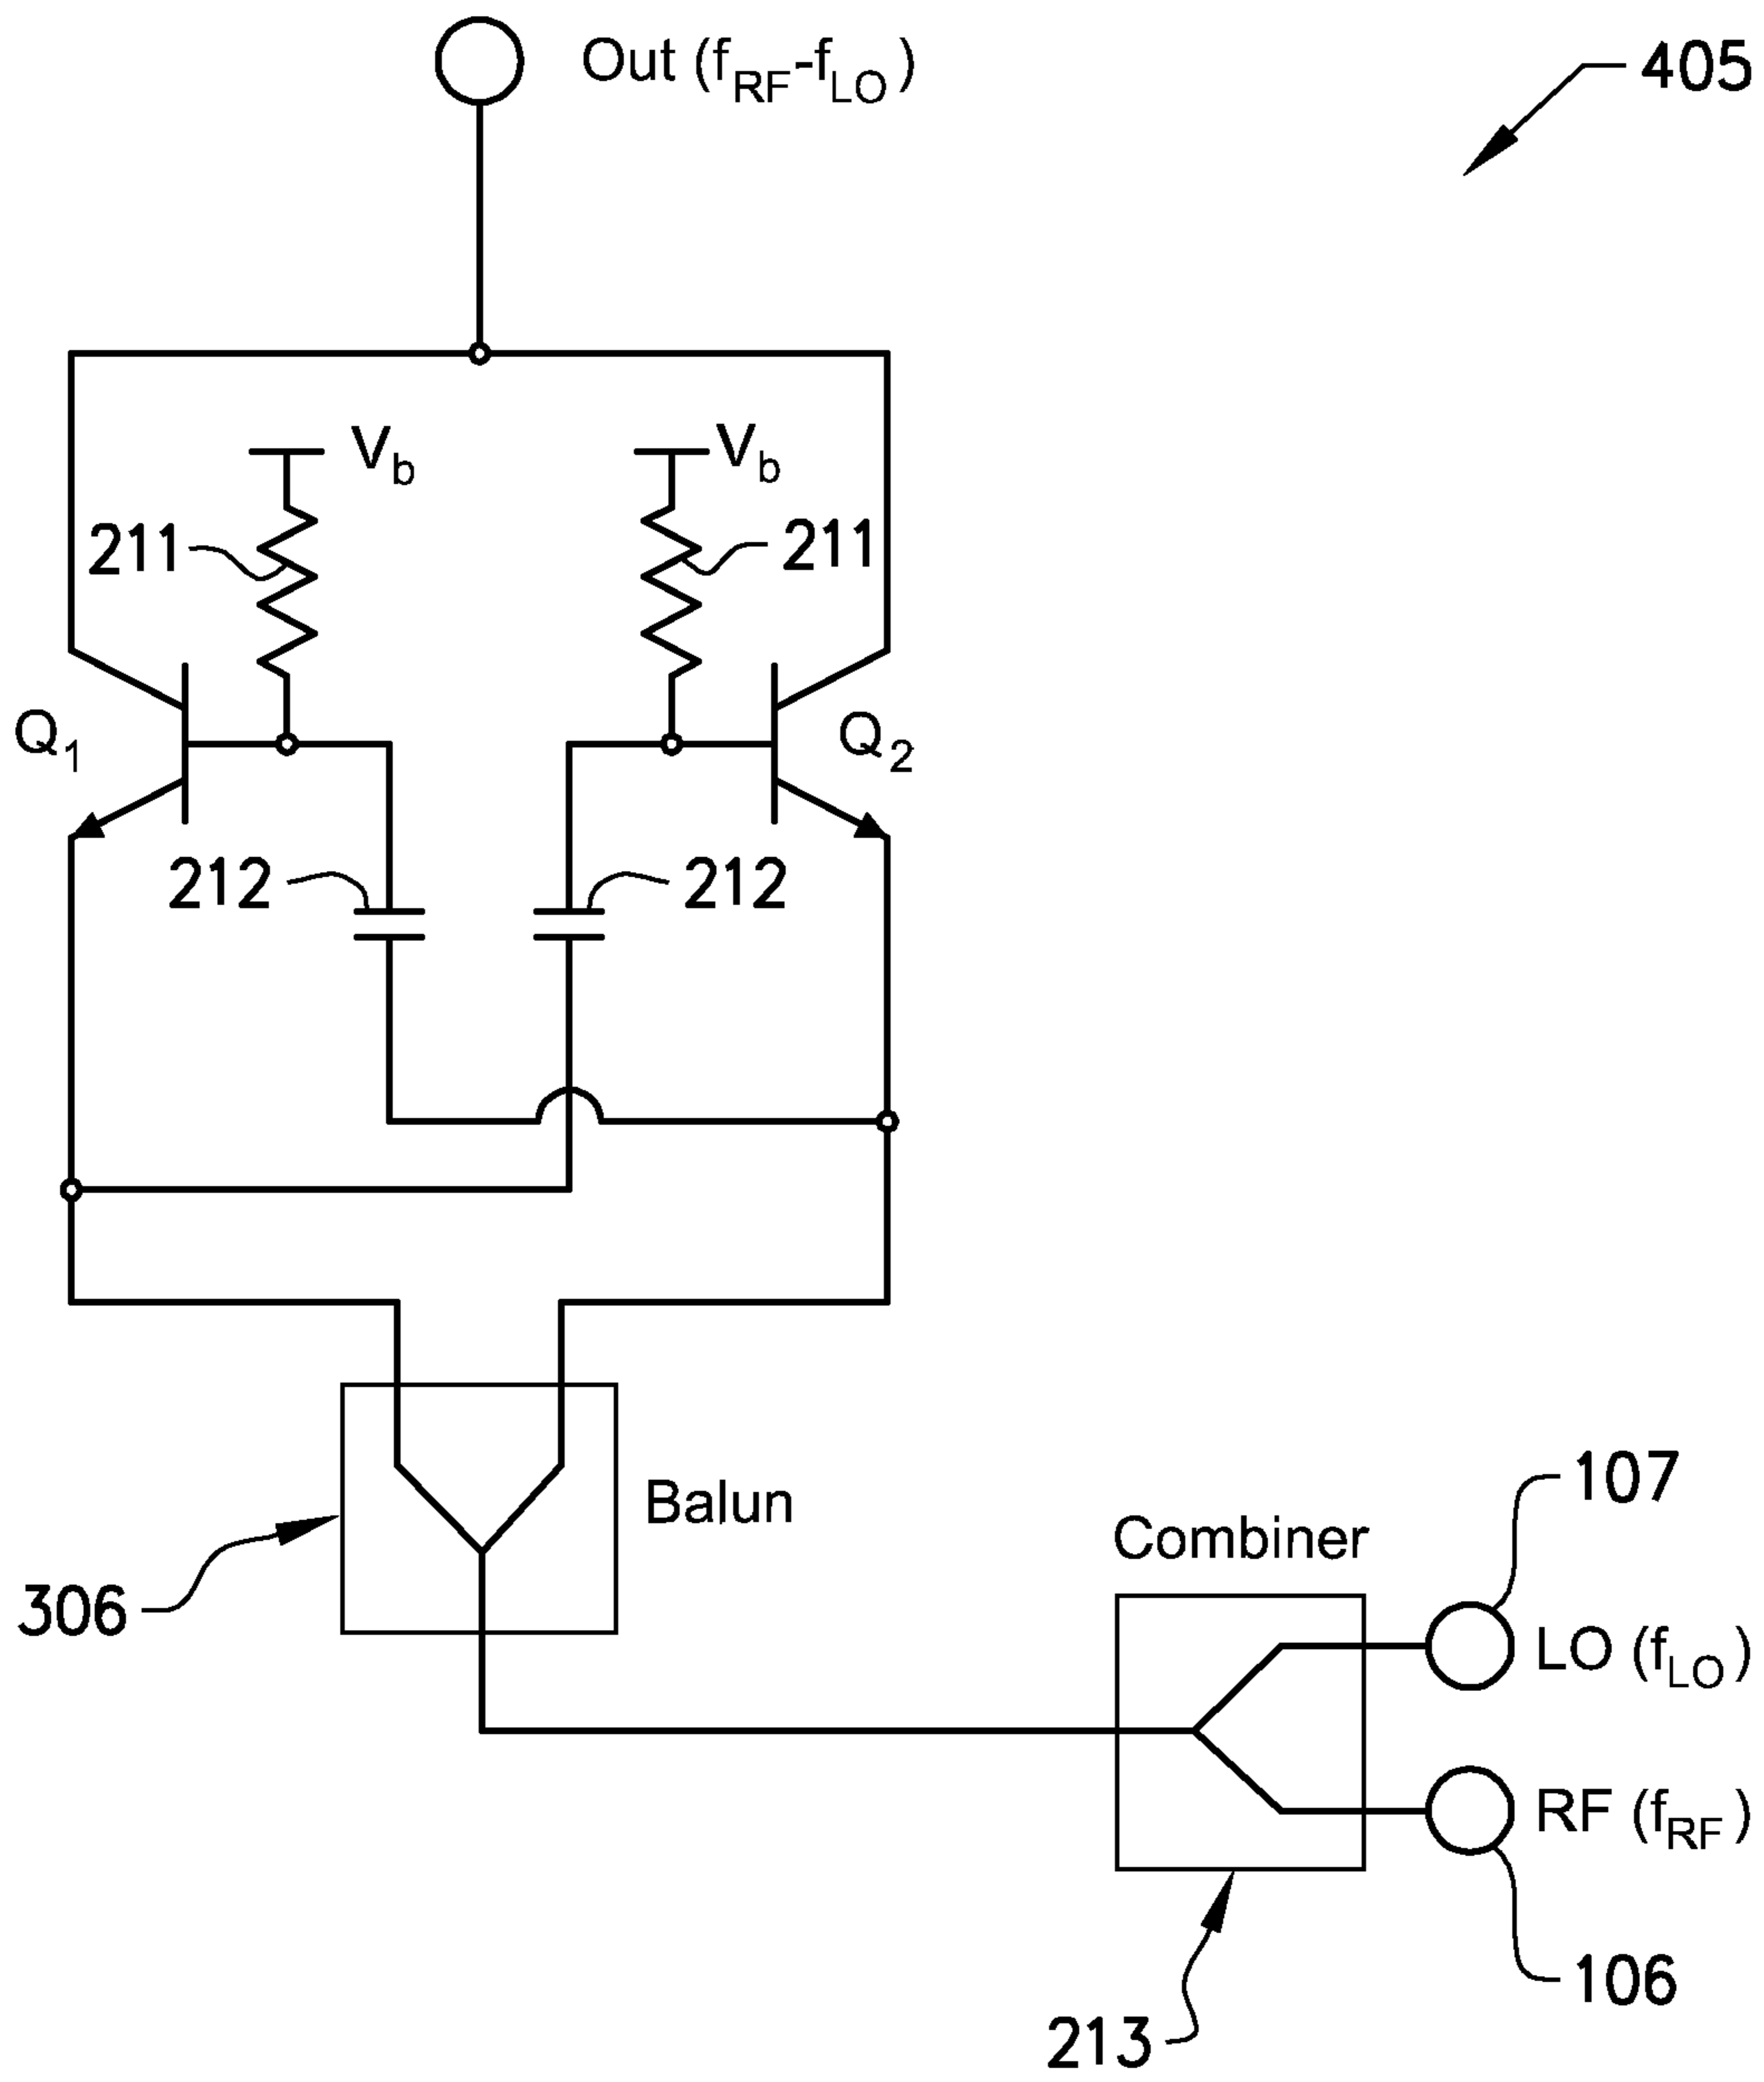 Out (fRF-fLO)
405
Vb
Vb
211
211
Q1
Q2
212
212
107
Balun
Combiner
306
LO (fLO)
RF (fRF)
106
213